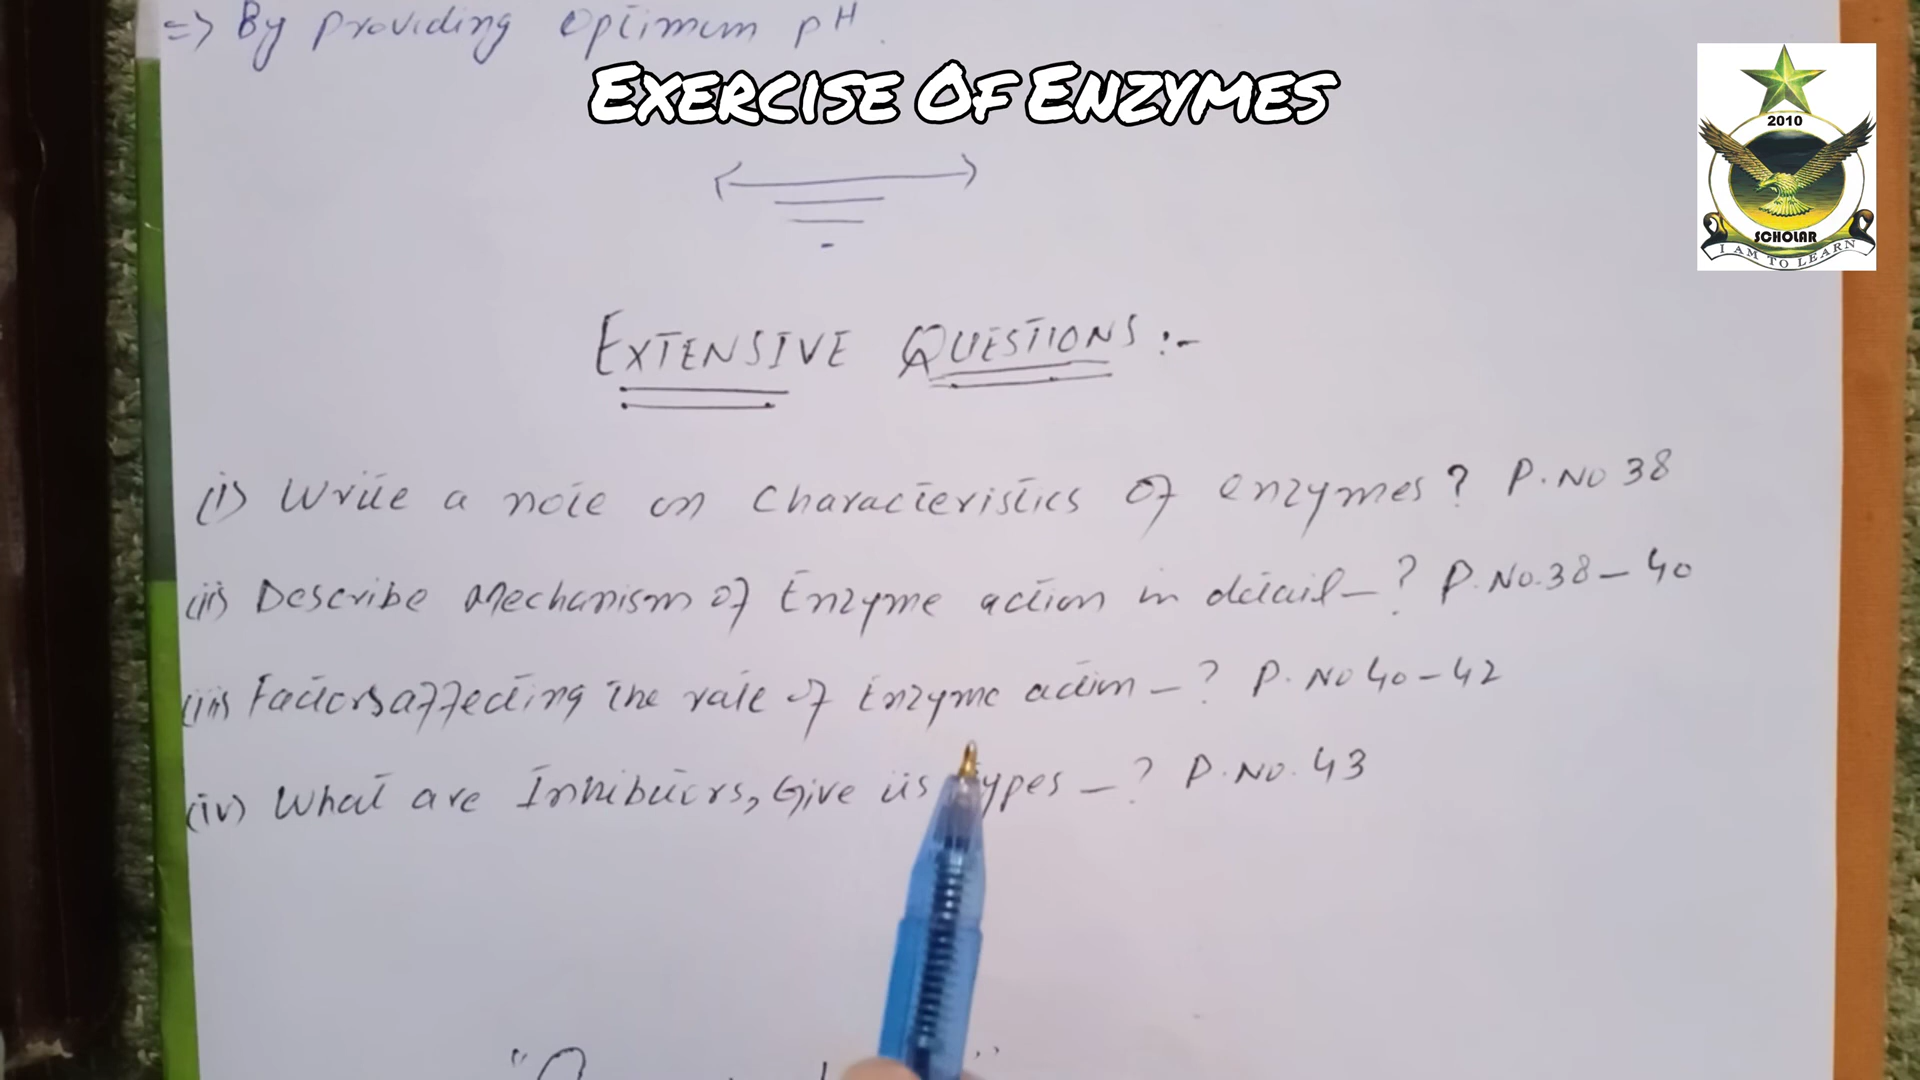 => By providing optimum pH.
EXERCISE OF ENZYMES
2010
SCHOLAR
I AM TO LEARN
EXTENSIVE QUESTIONS:-
(i) Write a note on characteristics of enzymes? P.No 38
(ii) Describe Mechanism of Enzyme action in detail-? P.No.38-40
(iii) Factors affecting the rate of Enzyme action-? P.No 40-42
(iv) What are Inhibitors, Give its types-? P.No.43